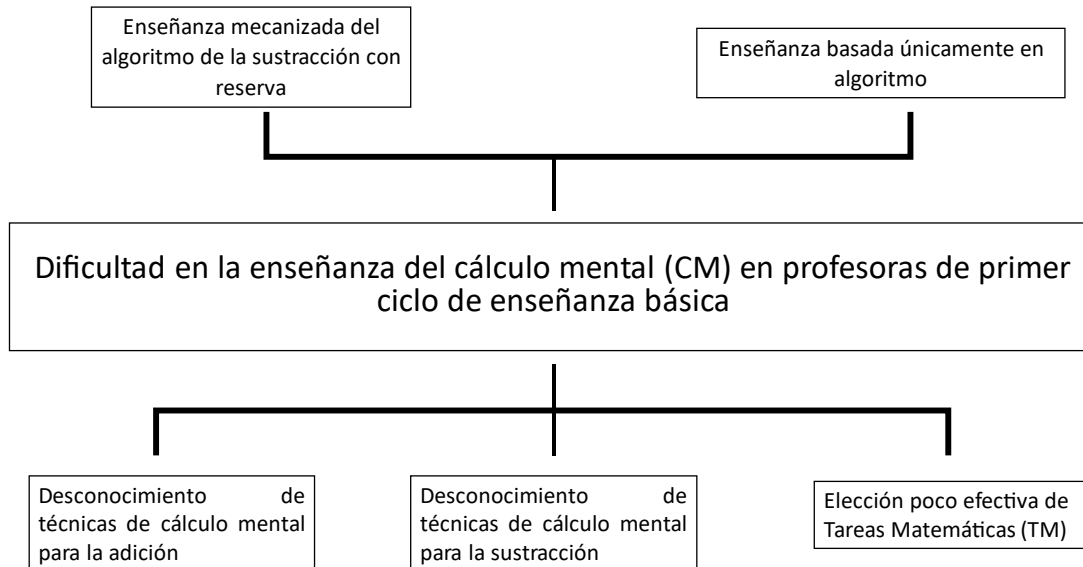 Enseñanza mecanizada del
algoritmo de la sustracción con
reserva
Enseñanza basada únicamente en
algoritmo
Dificultad en la enseñanza del cálculo mental (CM) en profesoras de primer
ciclo de enseñanza básica
Desconocimiento de
técnicas de cálculo mental
para la adición
Desconocimiento de
técnicas de cálculo mental
para la sustracción
Elección poco efectiva de
Tareas Matemáticas (TM)